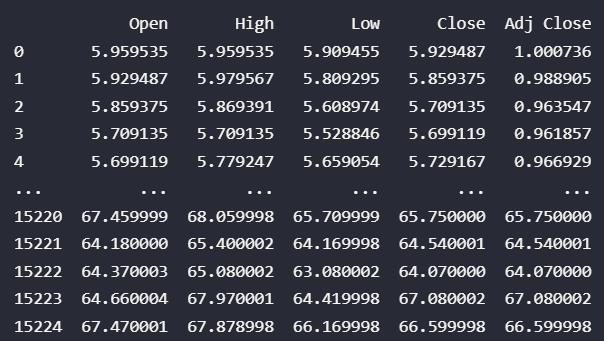 Open High Low Close Adj Close
0 5.959535 5.959535 5.909455 5.929487 1.000736
1 5.929487 5.979567 5.809295 5.859375 0.988905
2 5.859375 5.869391 5.608974 5.709135 0.963547
3 5.709135 5.709135 5.528846 5.699119 0.961857
4 5.699119 5.779247 5.659054 5.729167 0.966929
... ... ... ... ... ...
15220 67.459999 68.059998 65.709999 65.750000 65.750000
15221 64.180000 65.400002 64.169998 64.540001 64.540001
15222 64.370003 65.080002 63.080002 64.070000 64.070000
15223 64.660004 67.970001 64.419998 67.080002 67.080002
15224 67.470001 67.878998 66.169998 66.599998 66.599998